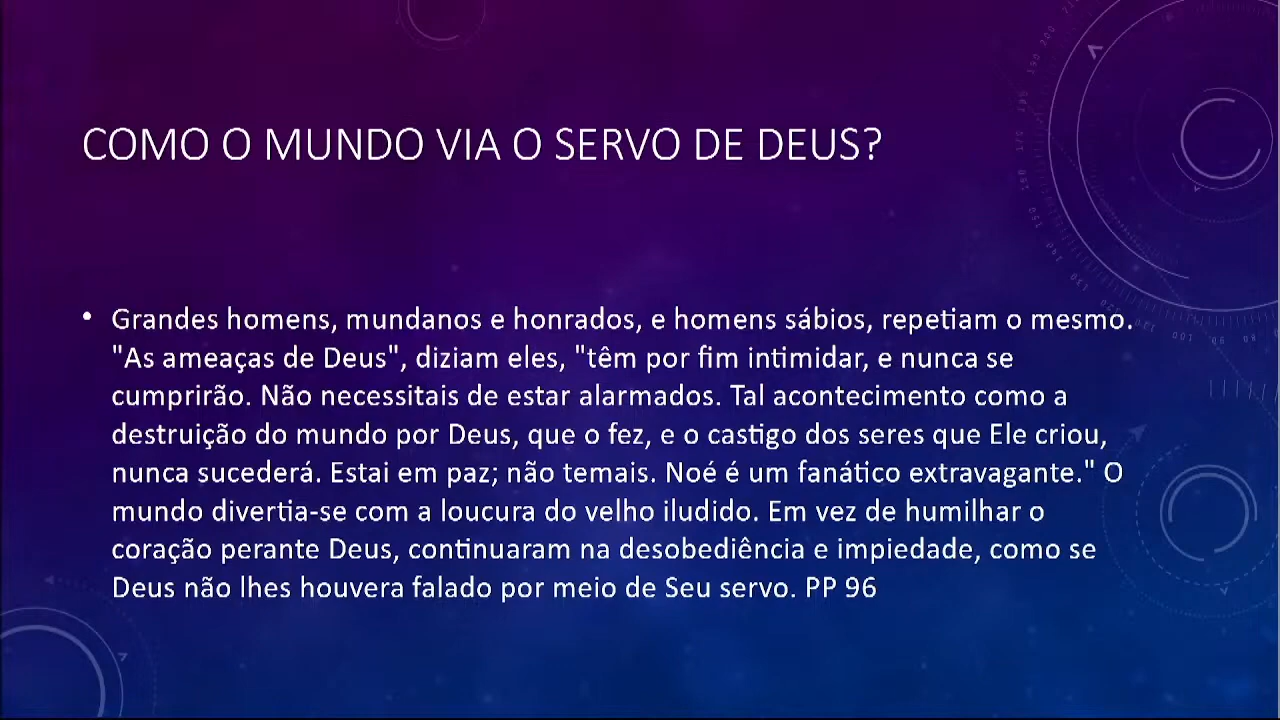 COMO O MUNDO VIA O SERVO DE DEUS?
• Grandes homens, mundanos e honrados, e homens sábios, repetiam o mesmo.
"As ameaças de Deus", diziam eles, "têm por fim intimidar, e nunca se
cumprirão. Não necessitais de estar alarmados. Tal acontecimento como a
destruição do mundo por Deus, que o fez, e o castigo dos seres que Ele criou,
nunca sucederá. Estai em paz; não temais. Noé é um fanático extravagante." O
mundo divertia-se com a loucura do velho iludido. Em vez de humilhar o
coração perante Deus, continuaram na desobediência e impiedade, como se
Deus não lhes houvera falado por meio de Seu servo. PP 96